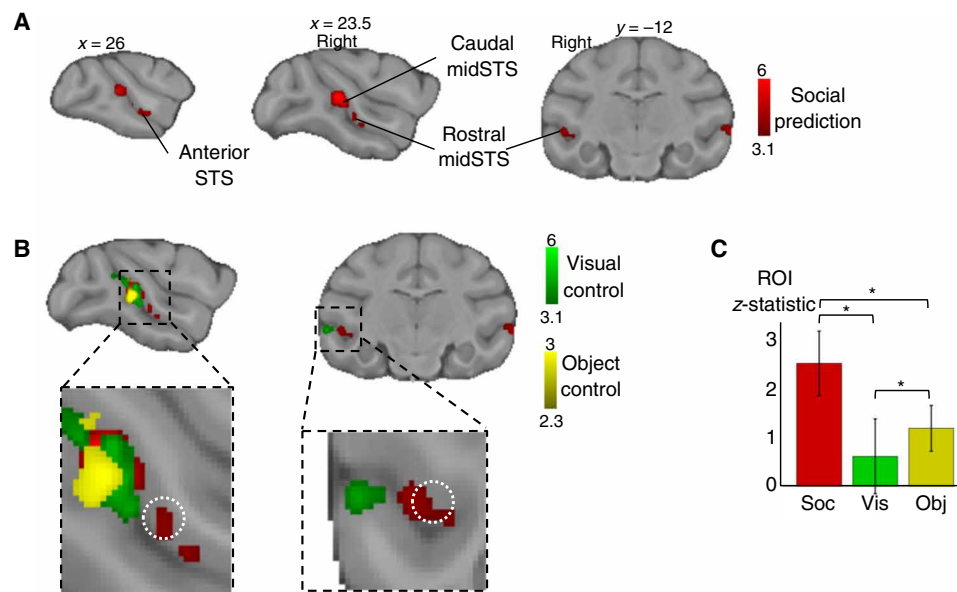 A
x = 26
x = 23.5
Right
Caudal
midSTS
Right
y = –12
Anterior
STS
Rostral
midSTS
6
Social
prediction
3.1
B
6
Visual
control
3.1
3
Object
control
2.3
C
ROI
z-statistic
*
*
*
3
2
1
0
Soc Vis Obj